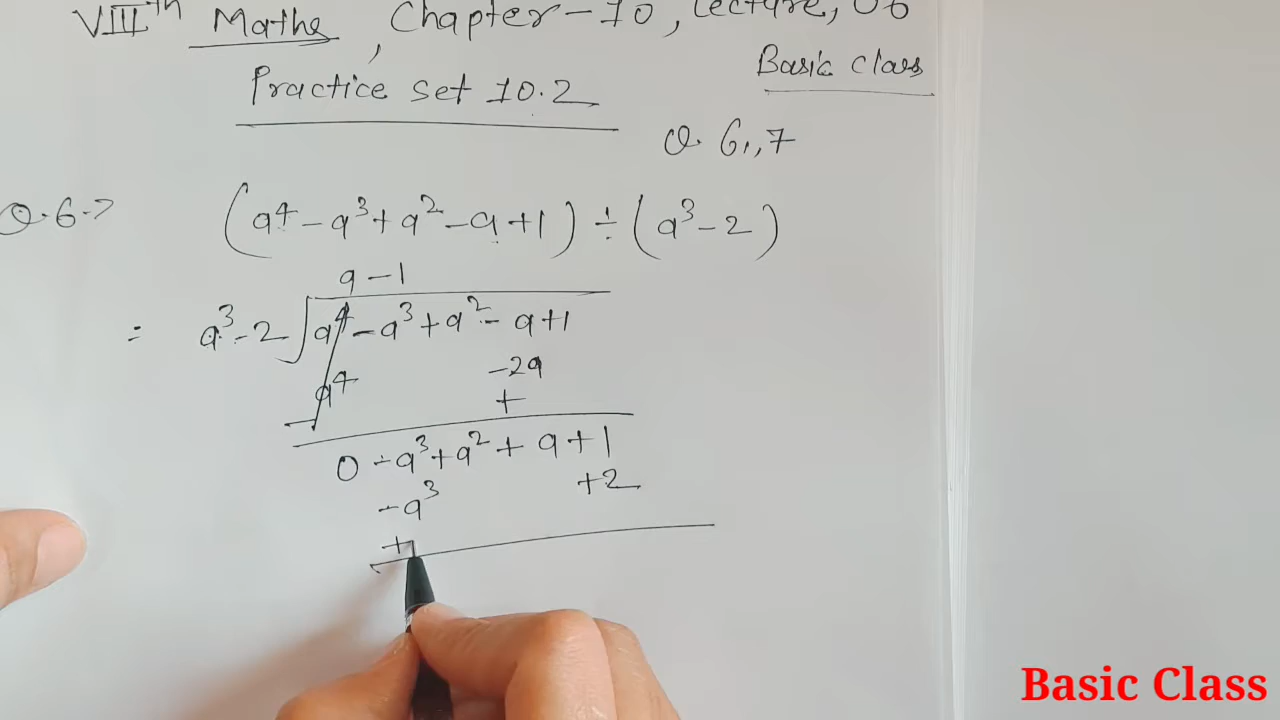 VIIIth Maths, Chapter-10, Lecture, 06
Basic class
Practice set 10.2
Q. 6,,7
Q.6.→ (a⁴ - a³ + a² - a + 1) ÷ (a³ - 2)
a - 1
= a³ - 2 a⁴ - a³ + a² - a + 1
a⁴ - 2a
- +
0 - a³ + a² + a + 1
- a³ + 2
+
Basic Class